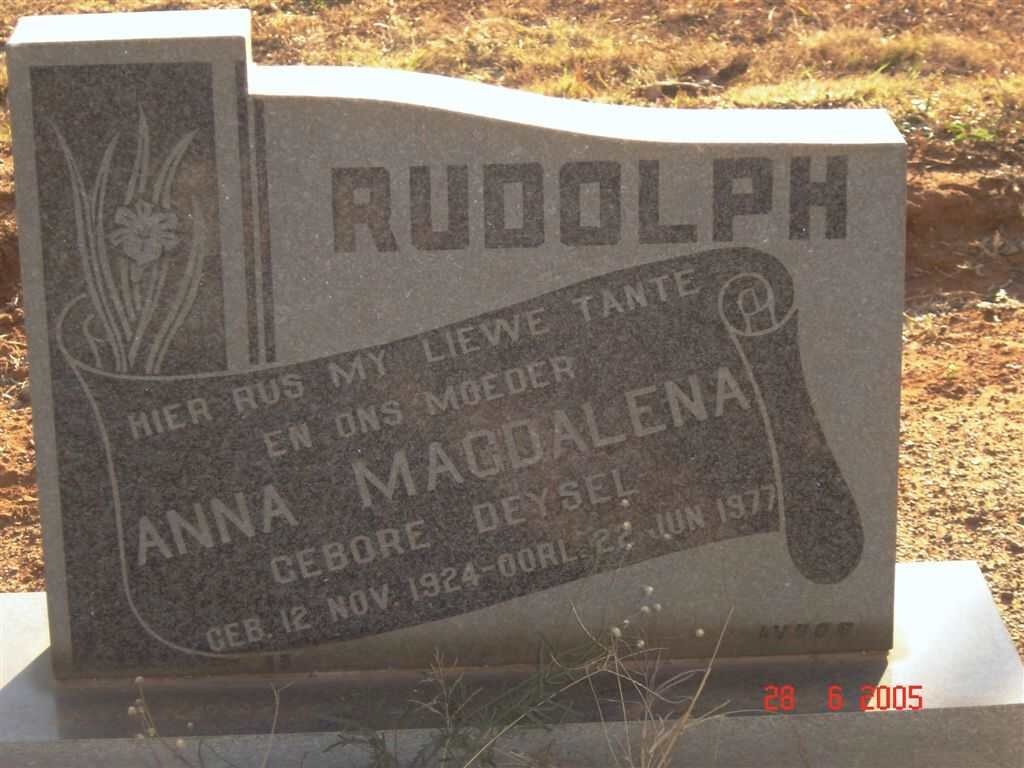 RUDOLPH
HIER RUS MY LIEWE TANTE
EN ONS MOEDER
ANNA MAGDALENA
GEBORE DEYSEL
GEB. 12 NOV. 1924-OORL. 22 JUN 1977
28 6 2005